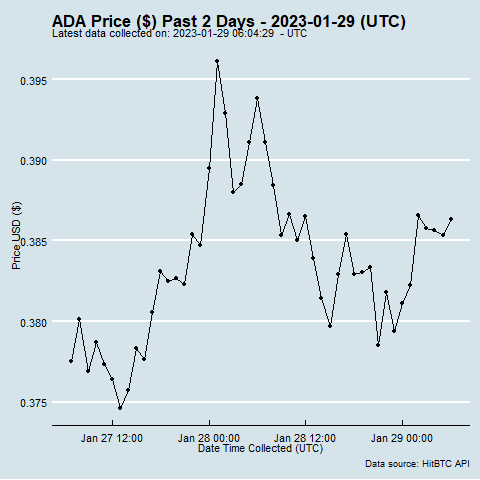 ADA Price ($) Past 2 Days - 2023-01-29 (UTC)
Latest data collected on: 2023-01-29 06:04:29  - UTC
0.395
0.390
0.385
0.380
0.375
Price USD ($)
Jan 27 12:00
Jan 28 00:00
Jan 28 12:00
Jan 29 00:00
Date Time Collected (UTC)
Data source: HitBTC API